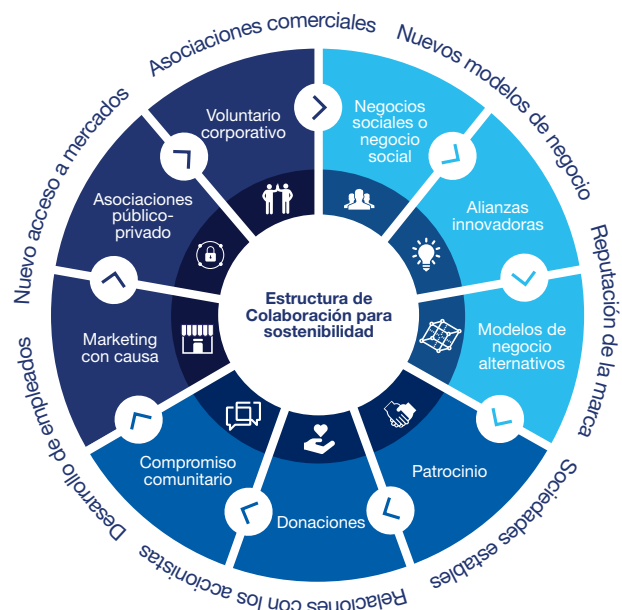 Asociaciones comerciales
Nuevos modelos de negocio
Reputación de la marca
Sociedades estables
Relaciones con los accionistas
Desarrollo de empleados
Nuevo acceso a mercados
Negocios
sociales o
negocio
social
Alianzas
innovadoras
Modelos de
negocio
alternativos
Patrocinio
Donaciones
Compromiso
comunitario
Marketing
con causa
Asociaciones
público-
privado
Voluntario
corporativo
Estructura de
Colaboración para
sostenibilidad